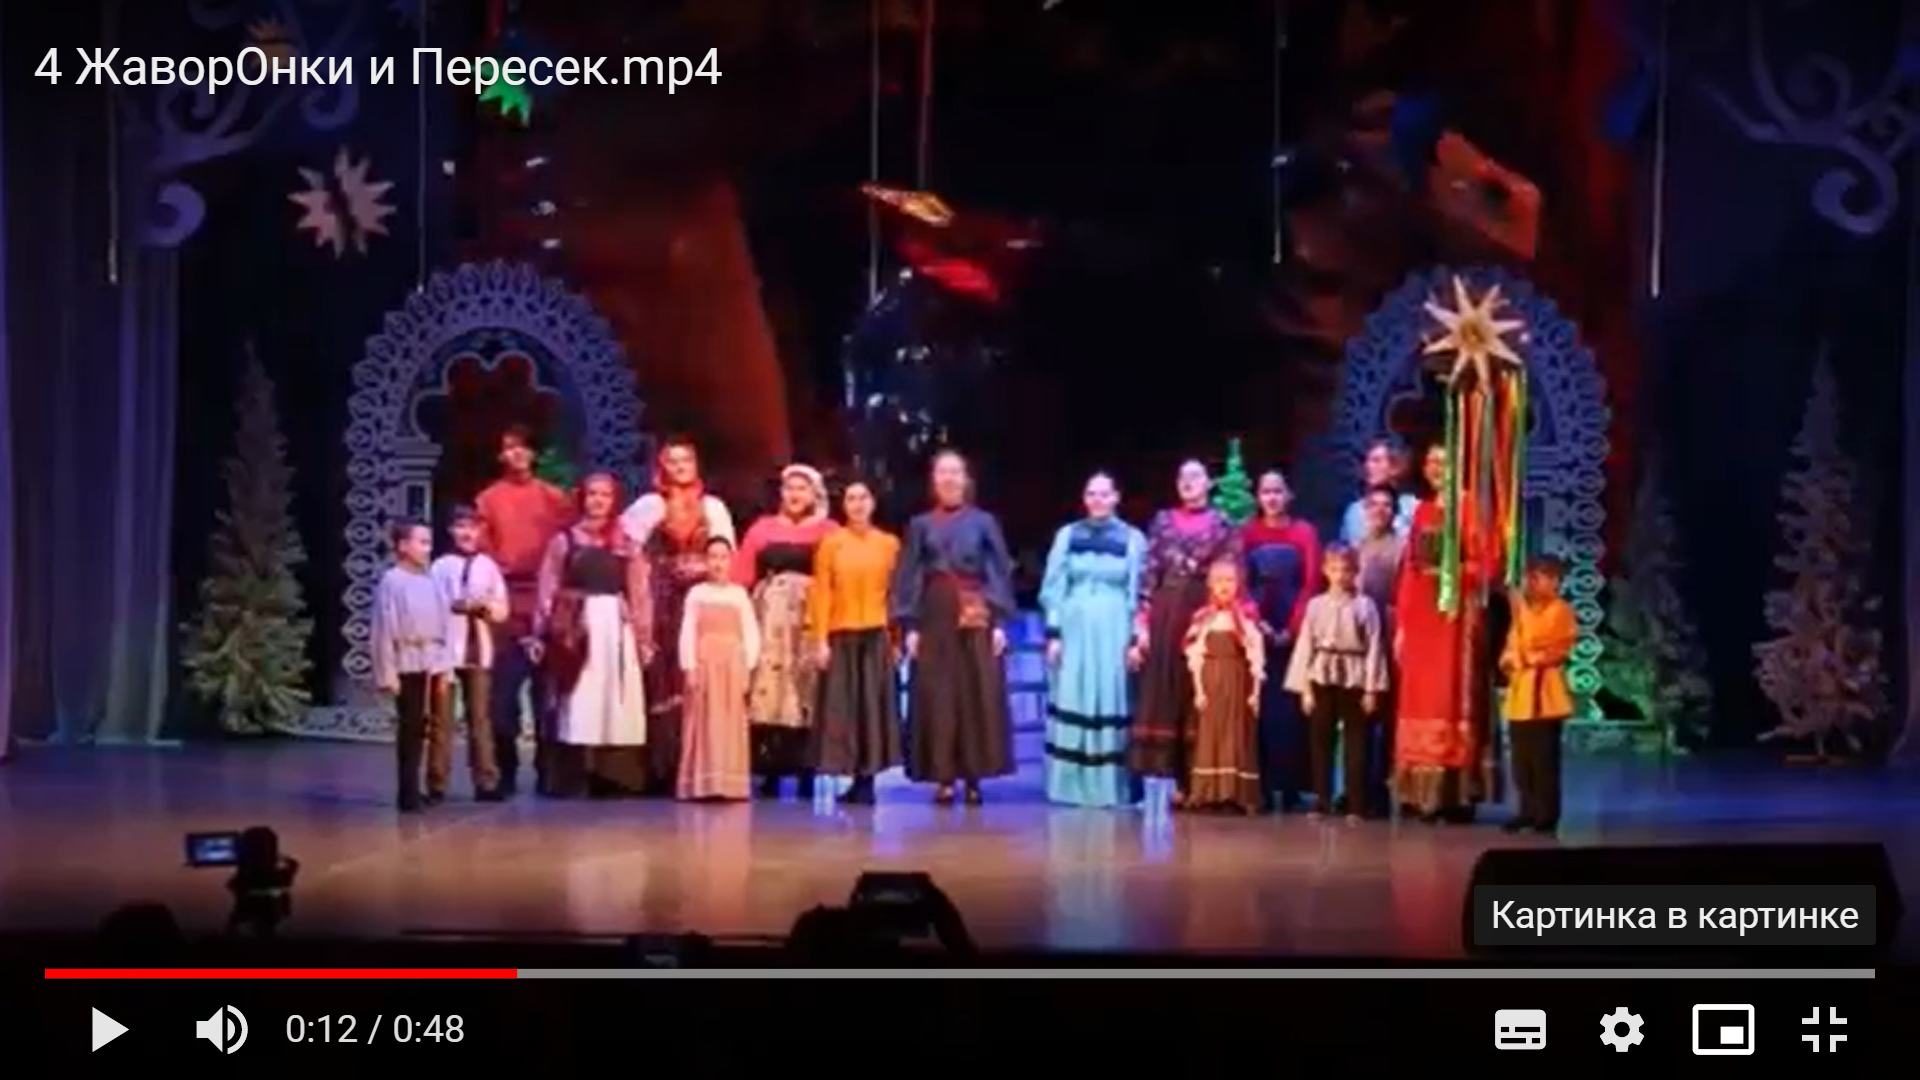 4 ЖаворОнки и Пересек.mp4
Картинка в картинке
0:12 / 0:48